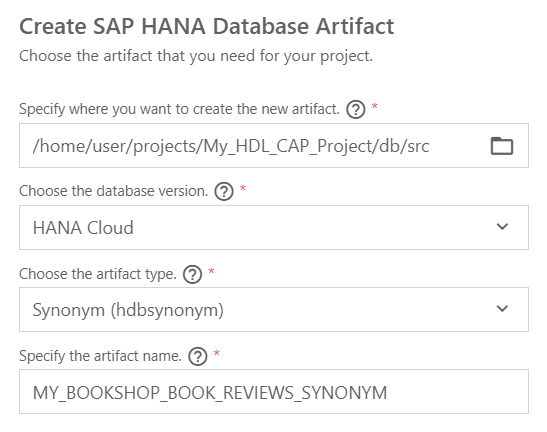 Create SAP HANA Database Artifact
Choose the artifact that you need for your project.
Specify where you want to create the new artifact. ? *
/home/user/projects/My_HDL_CAP_Project/db/src
Choose the database version. ? *
HANA Cloud
Choose the artifact type. ? *
Synonym (hdbsynonym)
Specify the artifact name. ? *
MY_BOOKSHOP_BOOK_REVIEWS_SYNONYM